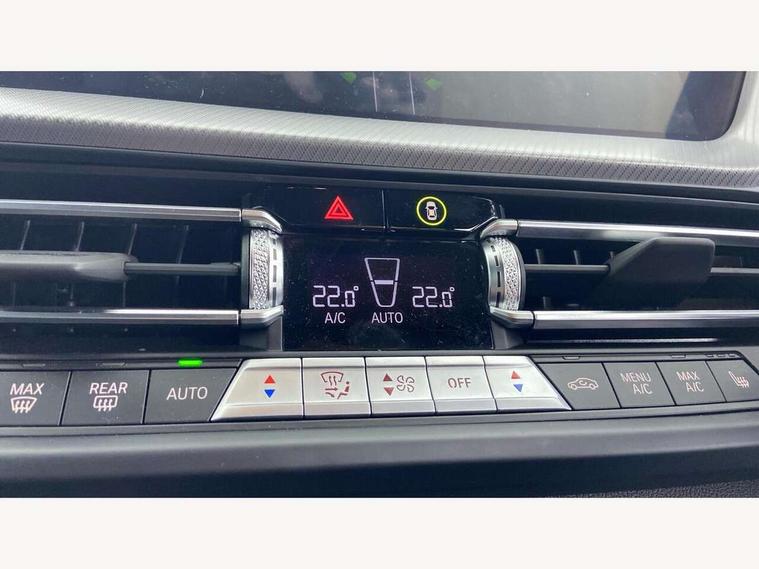 22.0° 22.0°
A/C AUTO
MAX REAR AUTO OFF MENU A/C MAX A/C